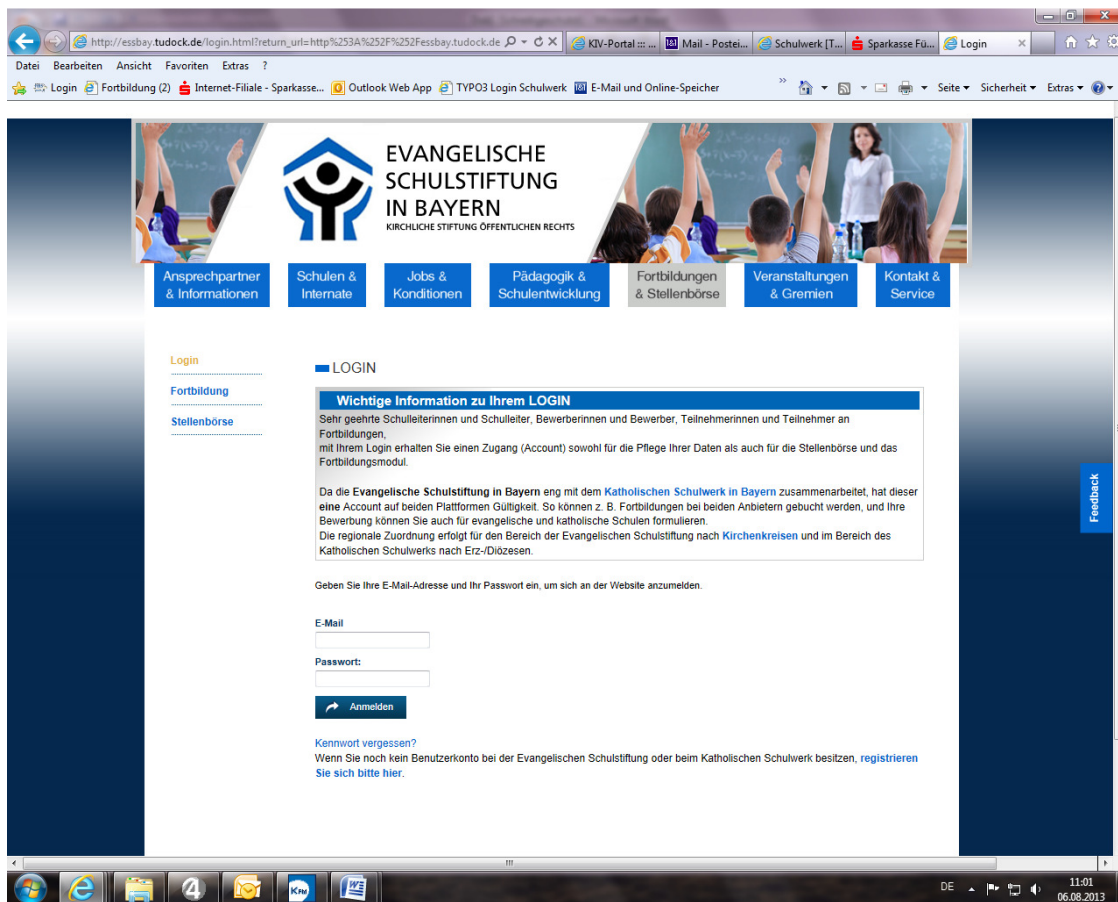 http://essbay.tudock.de/login.html?return_url=http%253A%252F%252Fessbay.tudock.de
KIV-Portal ::: ...
Mail - Postei...
Schulwerk [T...
Sparkasse Fü...
Login
Datei Bearbeiten Ansicht Favoriten Extras ?
Login Fortbildung (2) Internet-Filiale - Sparkasse... Outlook Web App TYPO3 Login Schulwerk E-Mail und Online-Speicher » Seite Sicherheit Extras
EVANGELISCHE
SCHULSTIFTUNG
IN BAYERN
KIRCHLICHE STIFTUNG ÖFFENTLICHEN RECHTS
Ansprechpartner
& Informationen
Schulen &
Internate
Jobs &
Konditionen
Pädagogik &
Schulentwicklung
Fortbildungen
& Stellenbörse
Veranstaltungen
& Gremien
Kontakt &
Service
Login
Fortbildung
Stellenbörse
LOGIN
Wichtige Information zu Ihrem LOGIN
Sehr geehrte Schulleiterinnen und Schulleiter, Bewerberinnen und Bewerber, Teilnehmerinnen und Teilnehmer an
Fortbildungen,
mit Ihrem Login erhalten Sie einen Zugang (Account) sowohl für die Pflege Ihrer Daten als auch für die Stellenbörse und das
Fortbildungsmodul.
Da die Evangelische Schulstiftung in Bayern eng mit dem Katholischen Schulwerk in Bayern zusammenarbeitet, hat dieser
eine Account auf beiden Plattformen Gültigkeit. So können z. B. Fortbildungen bei beiden Anbietern gebucht werden, und Ihre
Bewerbung können Sie auch für evangelische und katholische Schulen formulieren.
Die regionale Zuordnung erfolgt für den Bereich der Evangelischen Schulstiftung nach Kirchenkreisen und im Bereich des
Katholischen Schulwerks nach Erz-/Diözesen.
Geben Sie Ihre E-Mail-Adresse und Ihr Passwort ein, um sich an der Website anzumelden.
E-Mail
Passwort:
Anmelden
Kennwort vergessen?
Wenn Sie noch kein Benutzerkonto bei der Evangelischen Schulstiftung oder beim Katholischen Schulwerk besitzen, registrieren
Sie sich bitte hier.
Feedback
DE
11:01
06.08.2013